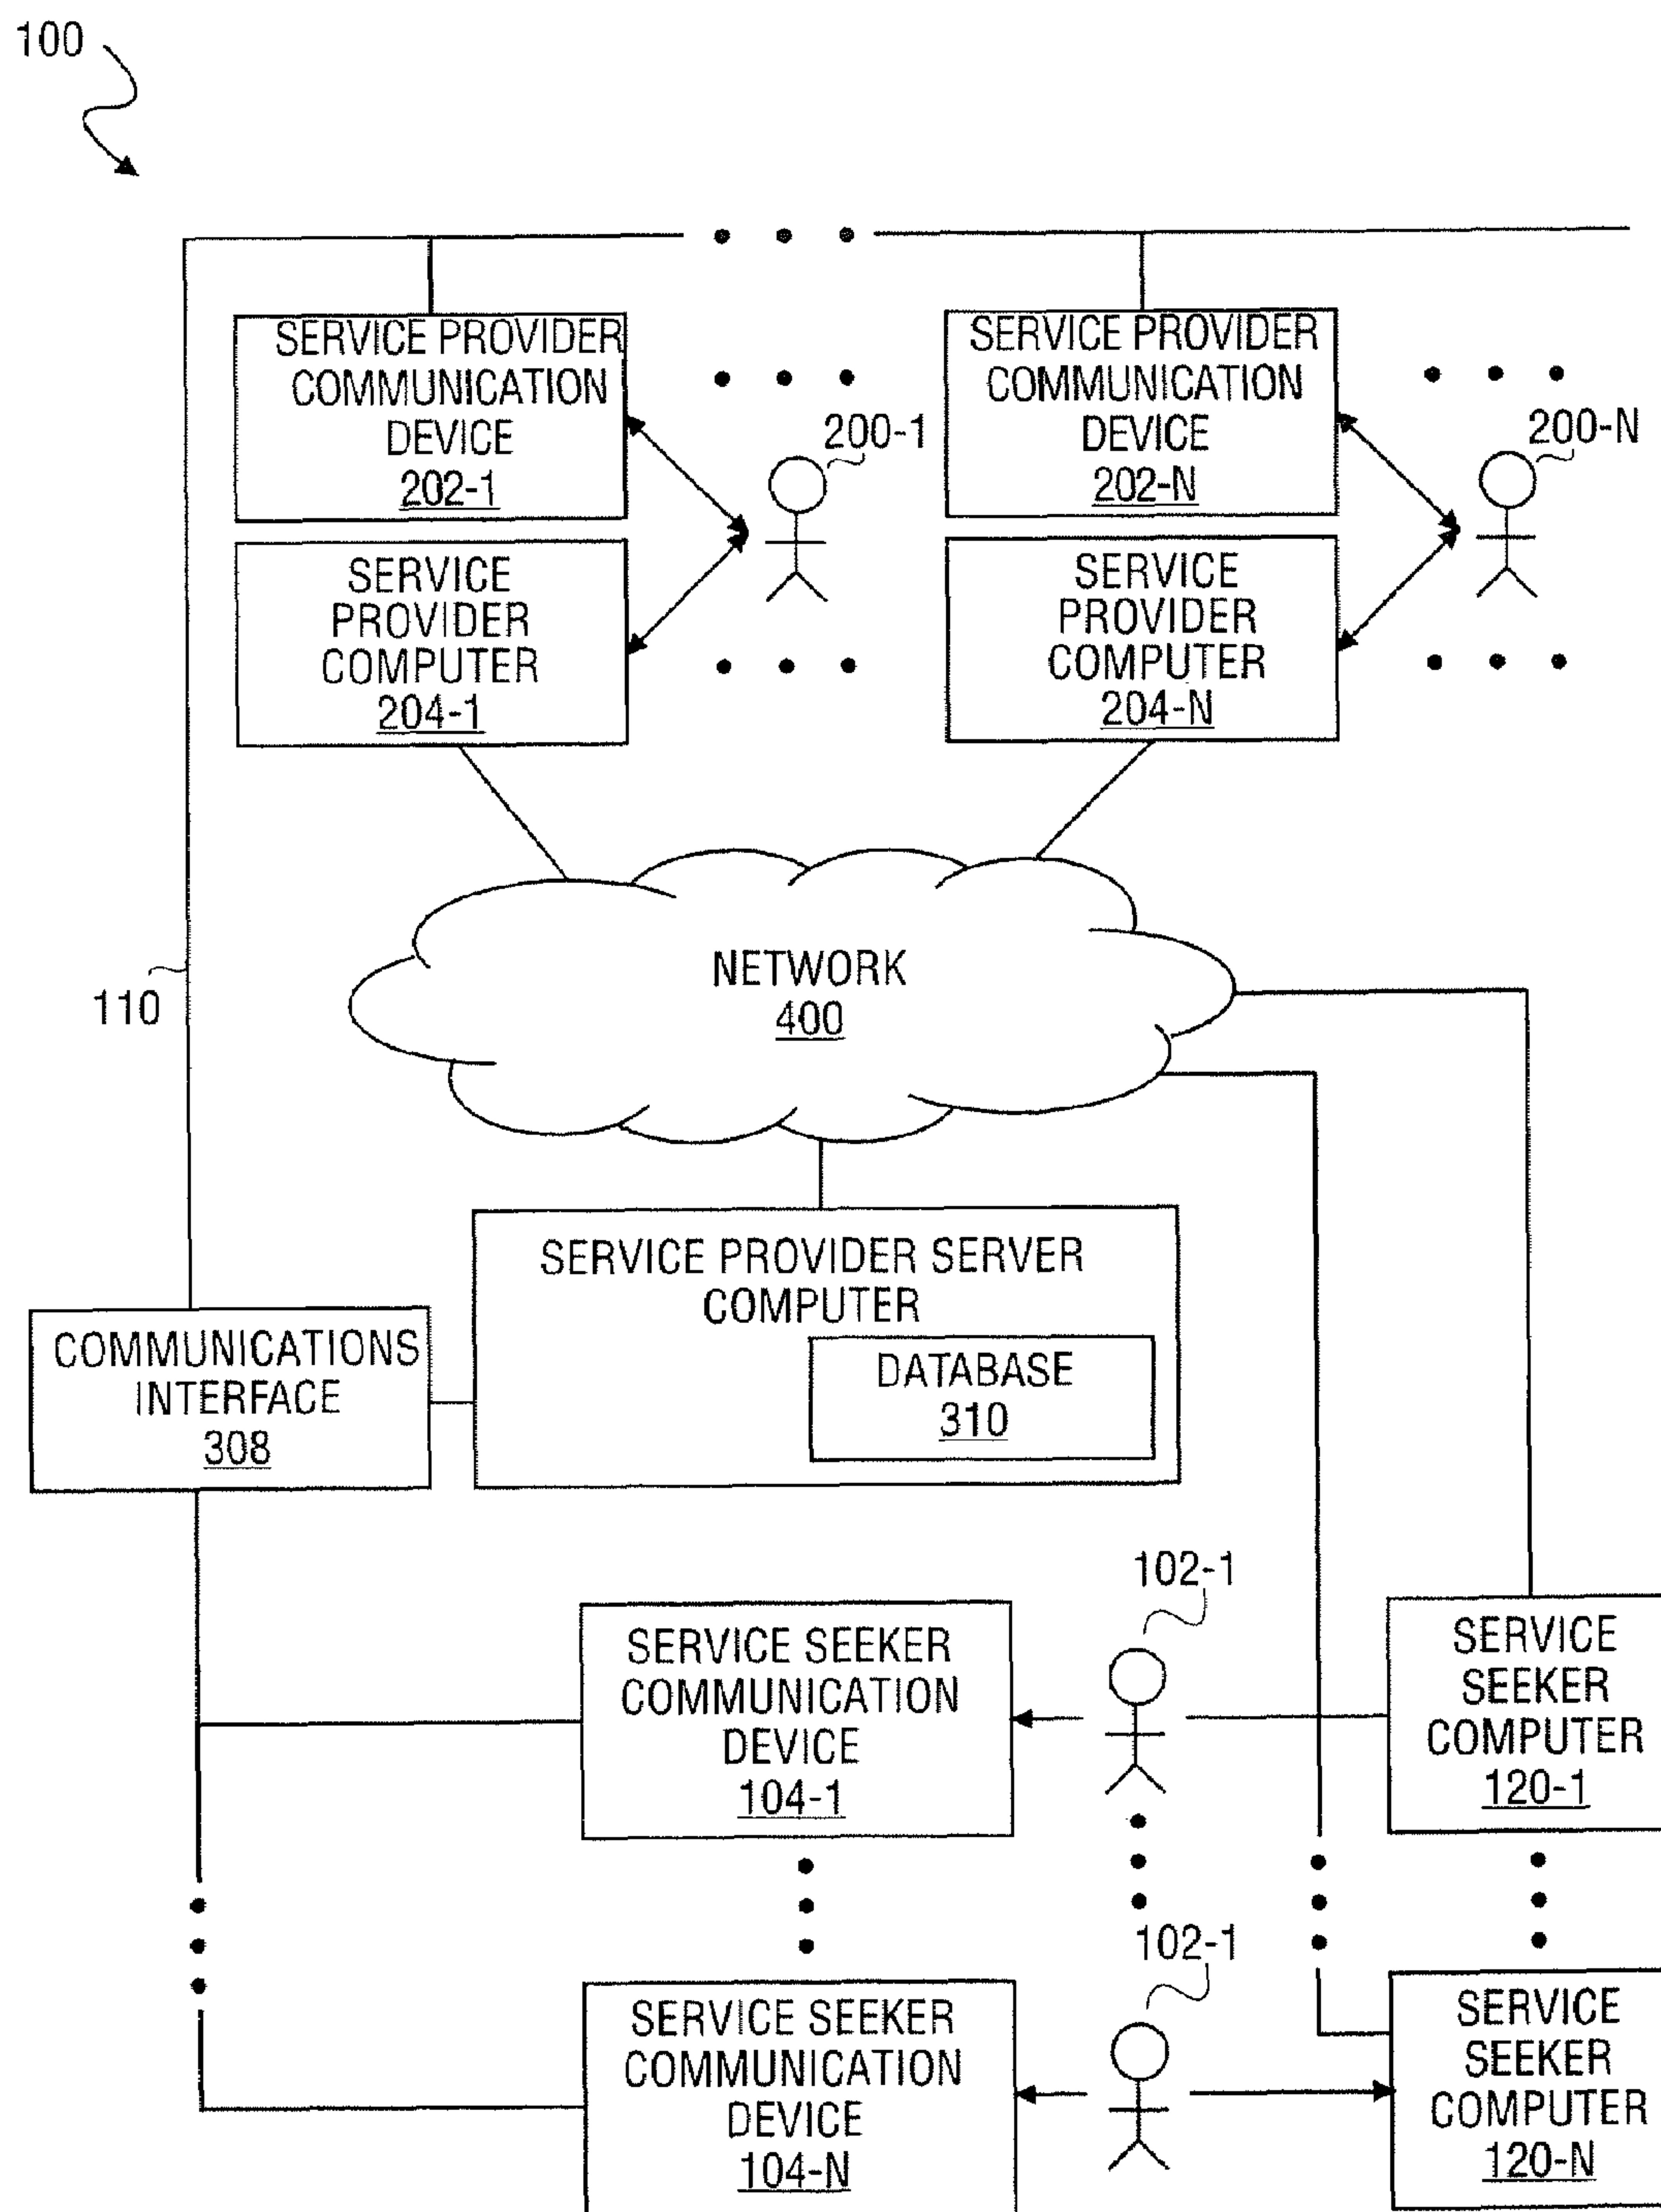 100
SERVICE PROVIDER
COMMUNICATION
DEVICE
202-1
200-1
SERVICE PROVIDER
COMMUNICATION
DEVICE
202-N
200-N
SERVICE
PROVIDER
COMPUTER
204-1
SERVICE
PROVIDER
COMPUTER
204-N
NETWORK
400
110
SERVICE PROVIDER SERVER
COMPUTER
COMMUNICATIONS
INTERFACE
308
DATABASE
310
102-1
SERVICE SEEKER
COMMUNICATION
DEVICE
104-1
SERVICE
SEEKER
COMPUTER
120-1
102-1
SERVICE SEEKER
COMMUNICATION
DEVICE
104-N
SERVICE
SEEKER
COMPUTER
120-N